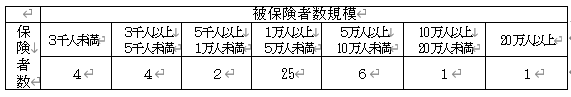 被保険者数規模
保険者数
3千人未満
3千人以上
5千人未満
5千人以上
1万人未満
1万人以上
5万人未満
5万人以上
10万人未満
10万人以上
20万人未満
20万人以上
4
4
2
25
6
1
1